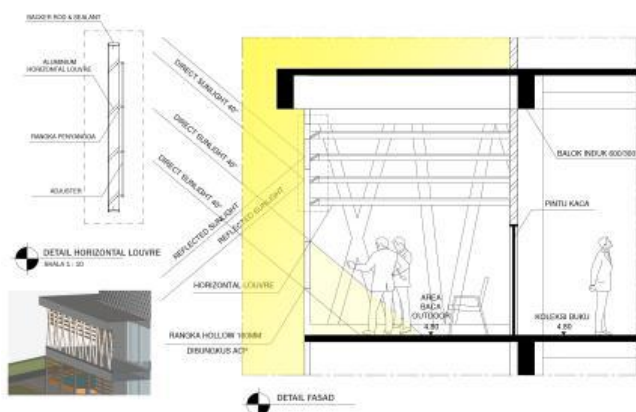 BACKER ROD & SEALANT
ALUMINIUM
HORIZONTAL LOUVRE
RANGKA PENYANGGA
ADJUSTER
DETAIL HORIZONTAL LOUVRE
SKALA 1 : 10
DIRECT SUNLIGHT 40°
DIRECT SUNLIGHT 40°
DIRECT SUNLIGHT 40°
REFLECTED SUNLIGHT
REFLECTED SUNLIGHT
HORIZONTAL LOUVRE
RANGKA HOLLOW
DIBUNGKUS ACP
BALOK INDUK 600/300
PINTU KACA
AREA
BACA
OUTDOOR
4.80
KOLEKSI BUKU
4.80
DETAIL FASAD